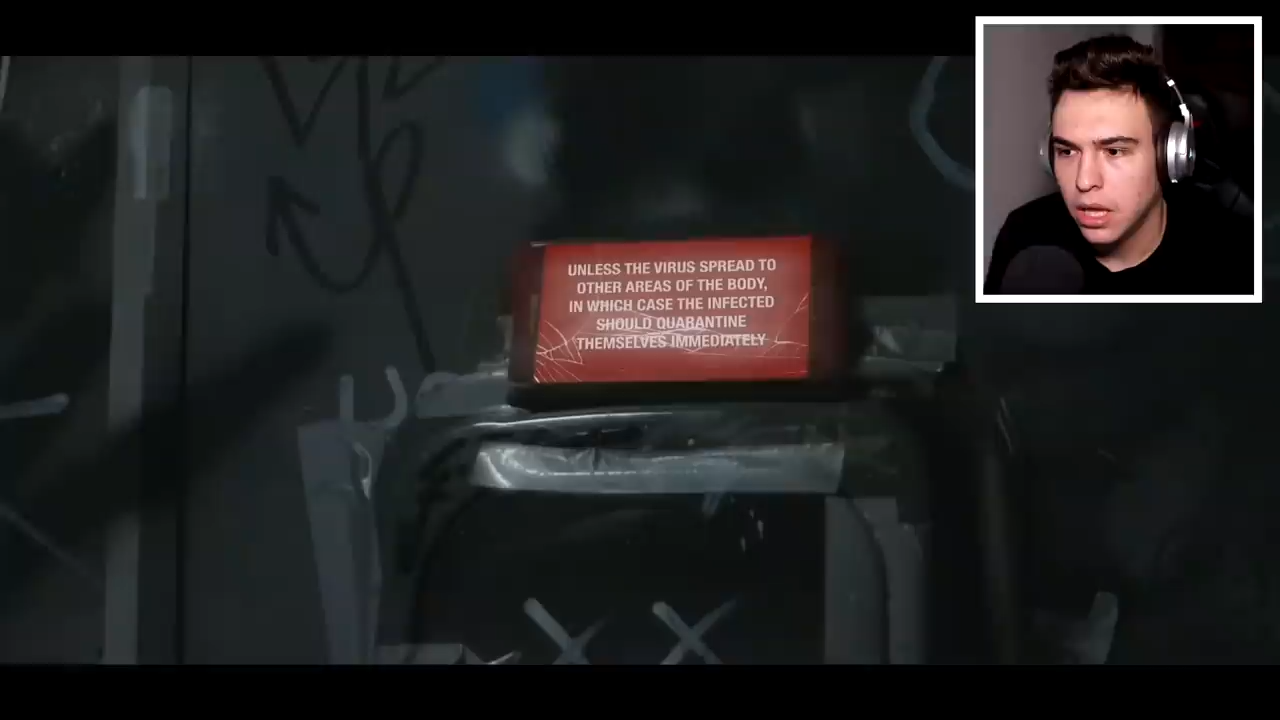 UNLESS THE VIRUS SPREAD TO
OTHER AREAS OF THE BODY,
IN WHICH CASE THE INFECTED
SHOULD QUARANTINE
THEMSELVES IMMEDIATELY
XX